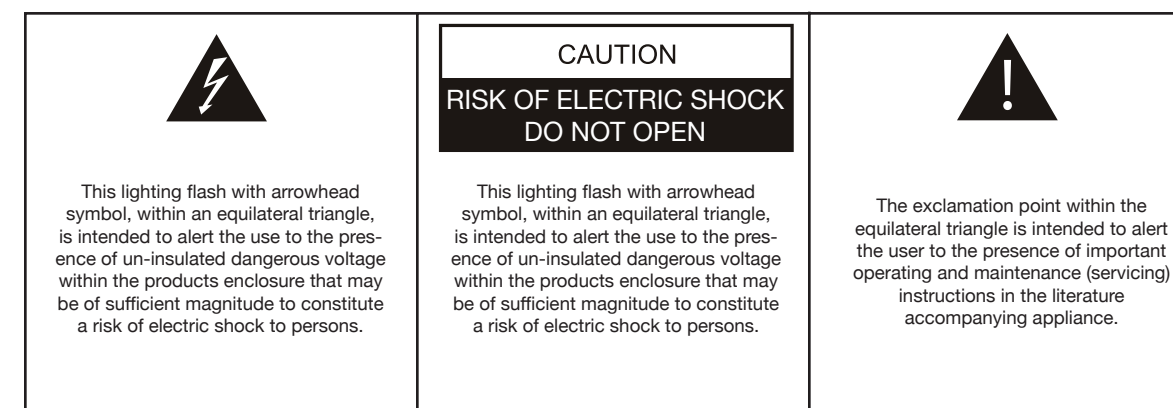 This lighting flash with arrowhead
symbol, within an equilateral triangle,
is intended to alert the use to the pres-
ence of un-insulated dangerous voltage
within the products enclosure that may
be of sufficient magnitude to constitute
a risk of electric shock to persons.
CAUTION
RISK OF ELECTRIC SHOCK
DO NOT OPEN
This lighting flash with arrowhead
symbol, within an equilateral triangle,
is intended to alert the use to the pres-
ence of un-insulated dangerous voltage
within the products enclosure that may
be of sufficient magnitude to constitute
a risk of electric shock to persons.
!
The exclamation point within the
equilateral triangle is intended to alert
the user to the presence of important
operating and maintenance (servicing)
instructions in the literature
accompanying appliance.